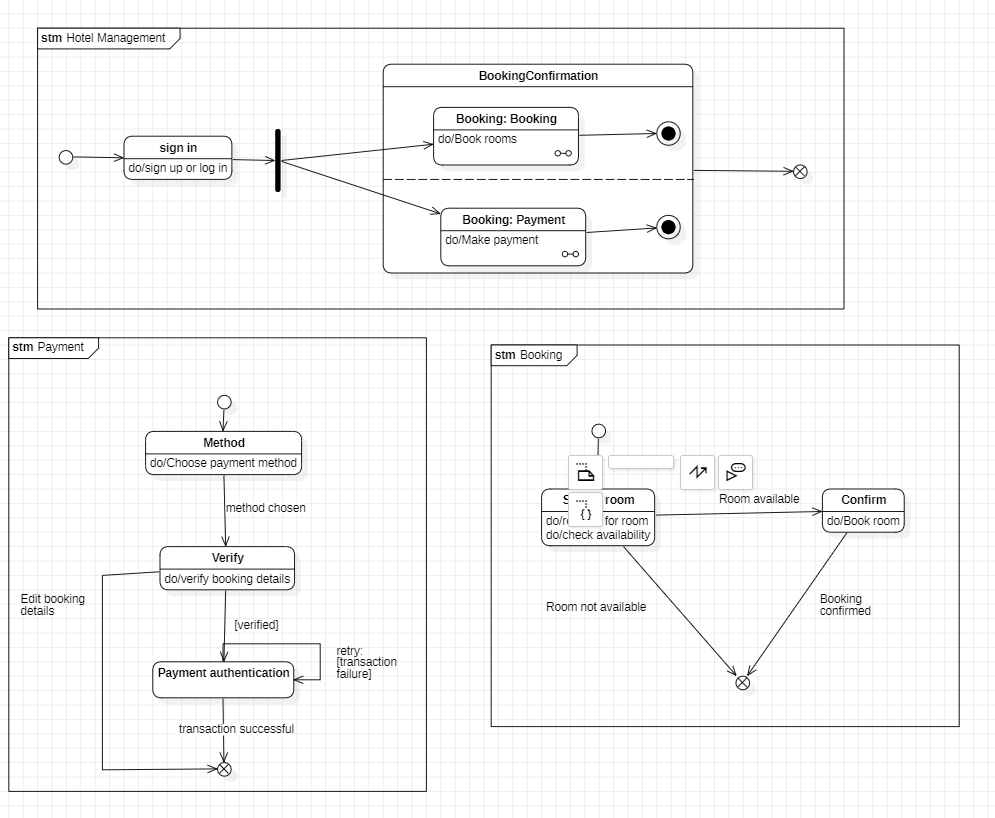 stm Hotel Management
BookingConfirmation
sign in
do/sign up or log in
Booking: Booking
do/Book rooms
Booking: Payment
do/Make payment
stm Payment
Method
do/Choose payment method
method chosen
Verify
do/verify booking details
Edit booking
details
[verified]
retry:
[transaction
failure]
Payment authentication
transaction successful
stm Booking
room
for room
do/check availability
Room available
Confirm
do/Book room
Room not available
Booking
confirmed